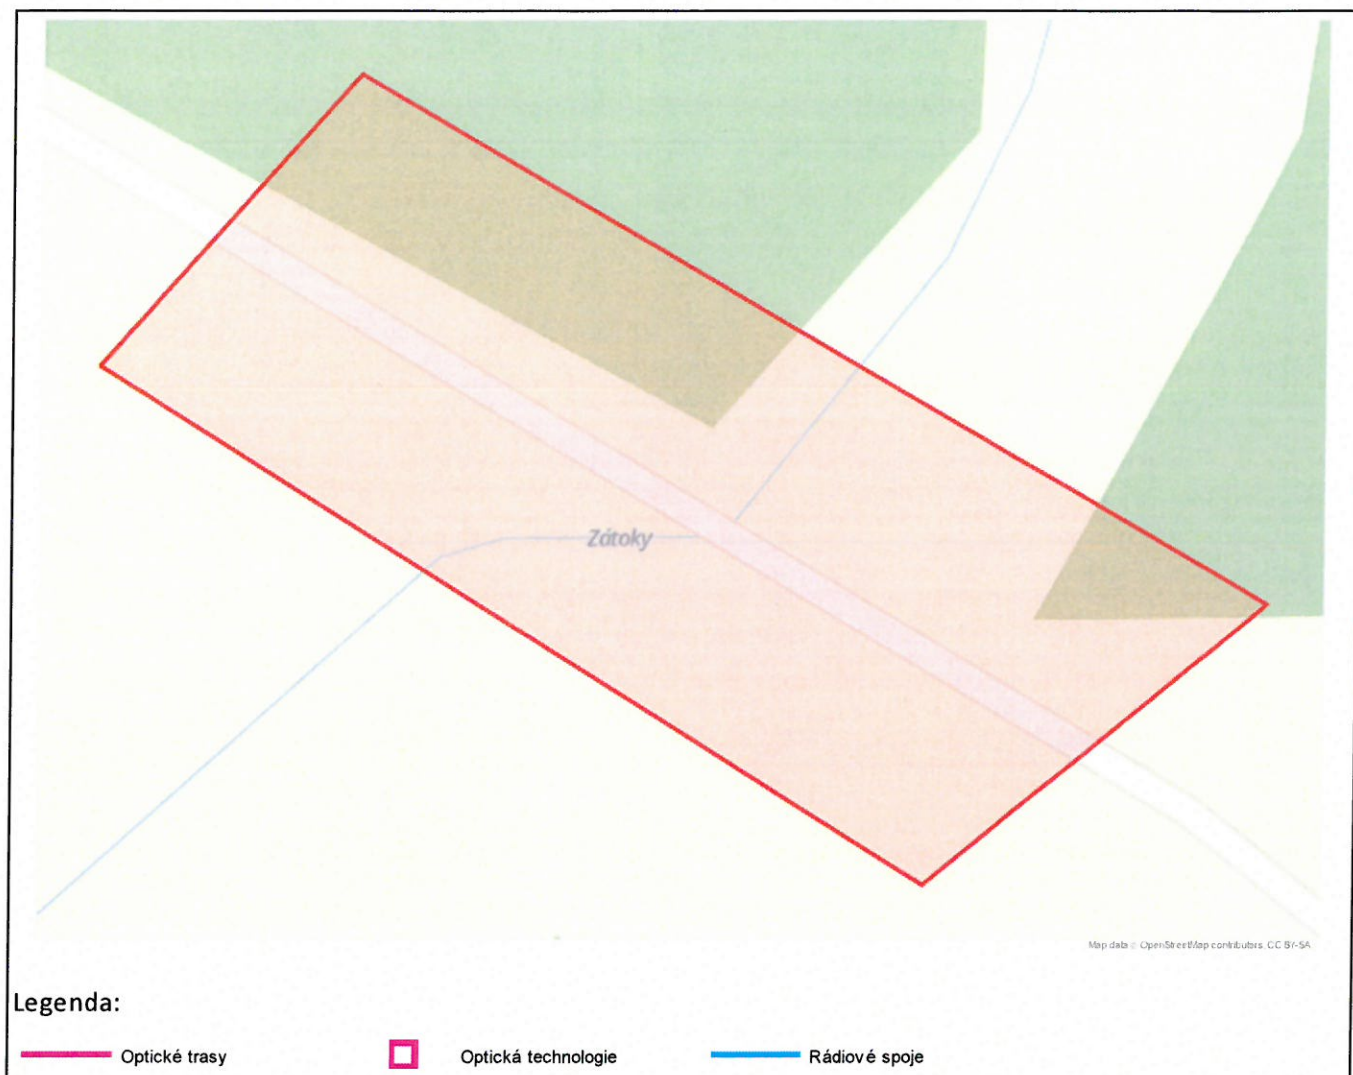 Zátoky
Map data © OpenStreetMap contributors, CC BY-SA
Legenda:
Optické trasy
Optická technologie
Rádiové spoje